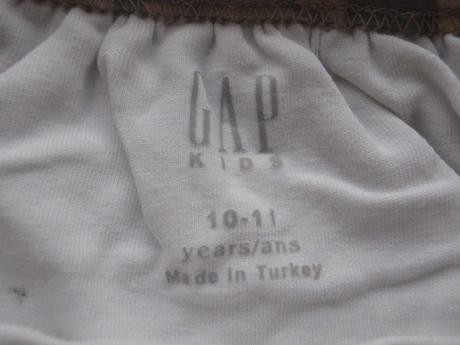 GAP
KIDS
10-11
years/ans
Made in Turkey